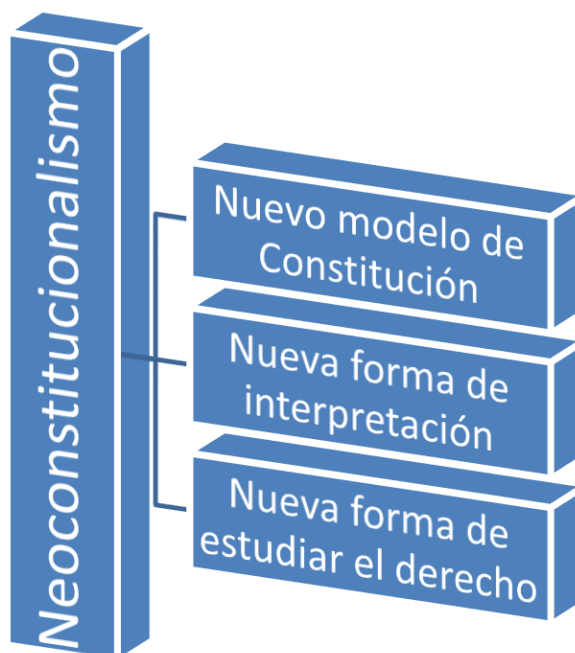 Neoconstitucionalismo
Nuevo modelo de
Constitución
Nueva forma de
interpretación
Nueva forma de
estudiar el derecho